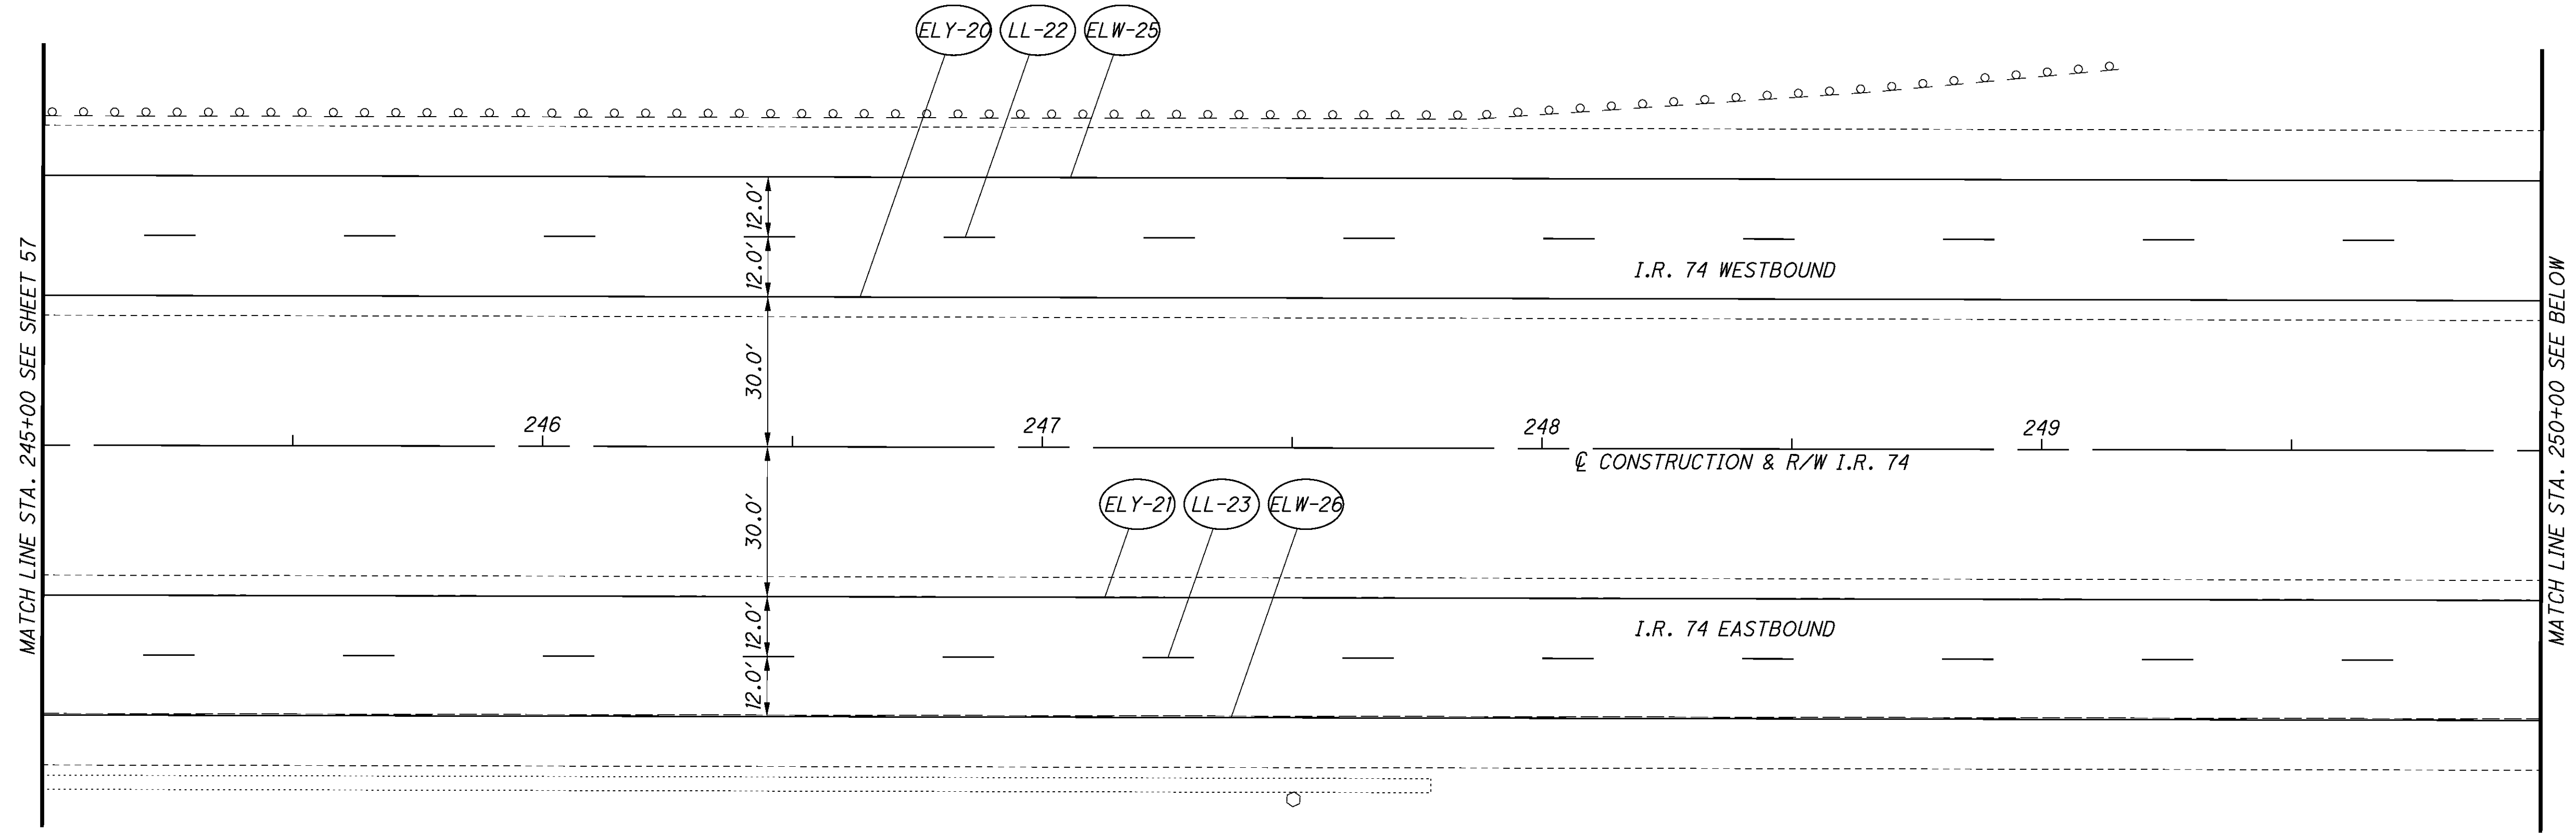 ELY-20 LL-22 ELW-25
MATCH LINE STA. 245+00 SEE SHEET 57
12.0'
12.0'
I.R. 74 WESTBOUND
30.0'
246 247 248 249
℄ CONSTRUCTION & R/W I.R. 74
30.0'
ELY-21 LL-23 ELW-26
12.0'
I.R. 74 EASTBOUND
12.0'
MATCH LINE STA. 250+00 SEE BELOW